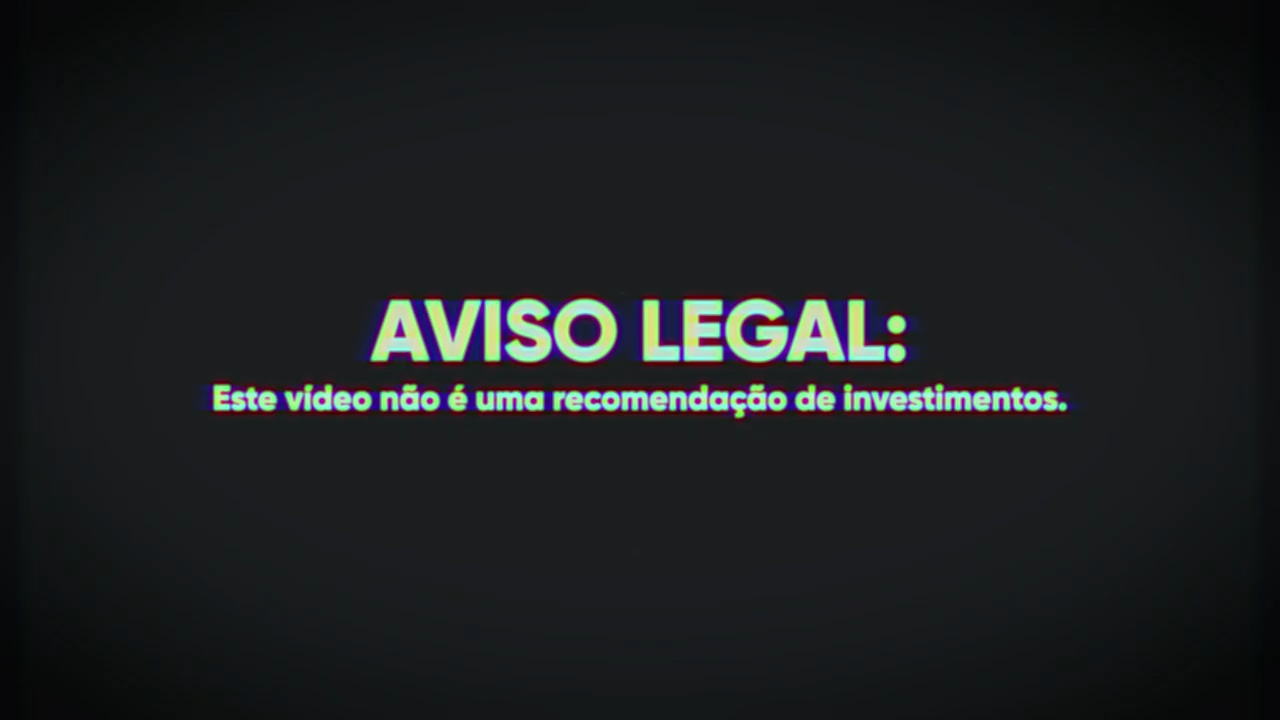 AVISO LEGAL:
Este vídeo não é uma recomendação de investimentos.